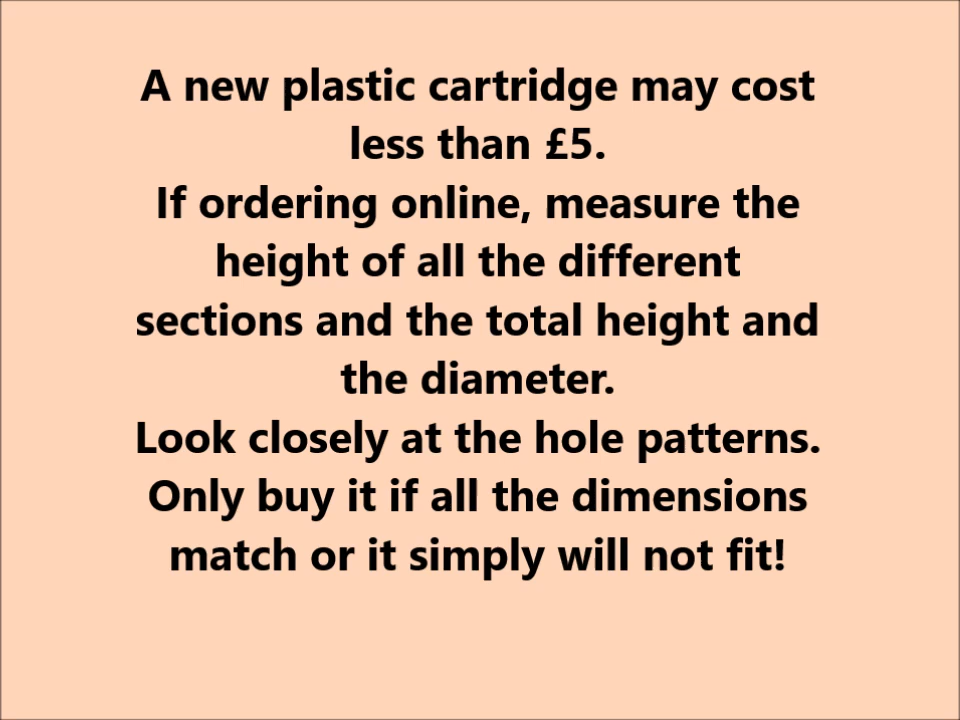 A new plastic cartridge may cost
less than £5.
If ordering online, measure the
height of all the different
sections and the total height and
the diameter.
Look closely at the hole patterns.
Only buy it if all the dimensions
match or it simply will not fit!